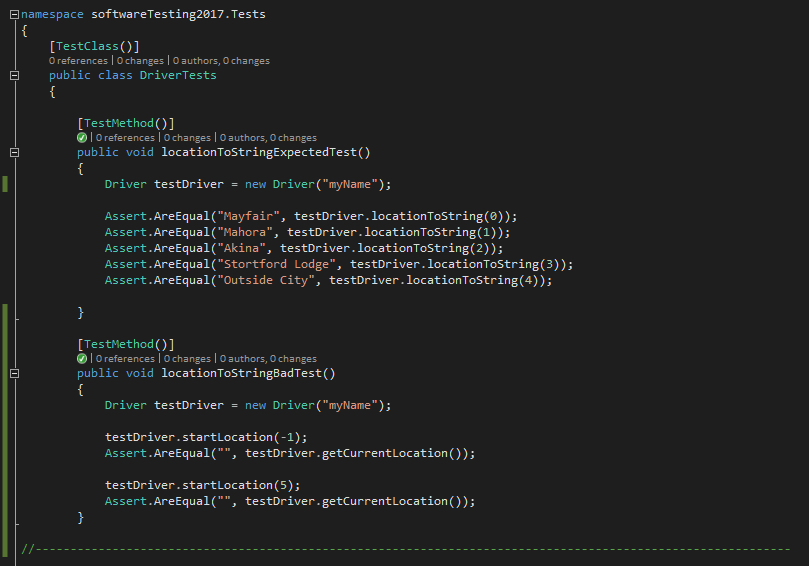 namespace softwareTesting2017.Tests
{
[TestClass()]
0 references | 0 changes | 0 authors, 0 changes
public class DriverTests
{
[TestMethod()]
| 0 references | 0 changes | 0 authors, 0 changes
public void locationToStringExpectedTest()
{
Driver testDriver = new Driver("myName");
Assert.AreEqual("Mayfair", testDriver.locationToString(0));
Assert.AreEqual("Mahora", testDriver.locationToString(1));
Assert.AreEqual("Akina", testDriver.locationToString(2));
Assert.AreEqual("Stortford Lodge", testDriver.locationToString(3));
Assert.AreEqual("Outside City", testDriver.locationToString(4));
}
[TestMethod()]
| 0 references | 0 changes | 0 authors, 0 changes
public void locationToStringBadTest()
{
Driver testDriver = new Driver("myName");
testDriver.startLocation(-1);
Assert.AreEqual("", testDriver.getCurrentLocation());
testDriver.startLocation(5);
Assert.AreEqual("", testDriver.getCurrentLocation());
}
//------------------------------------------------------------------------------------------------------------